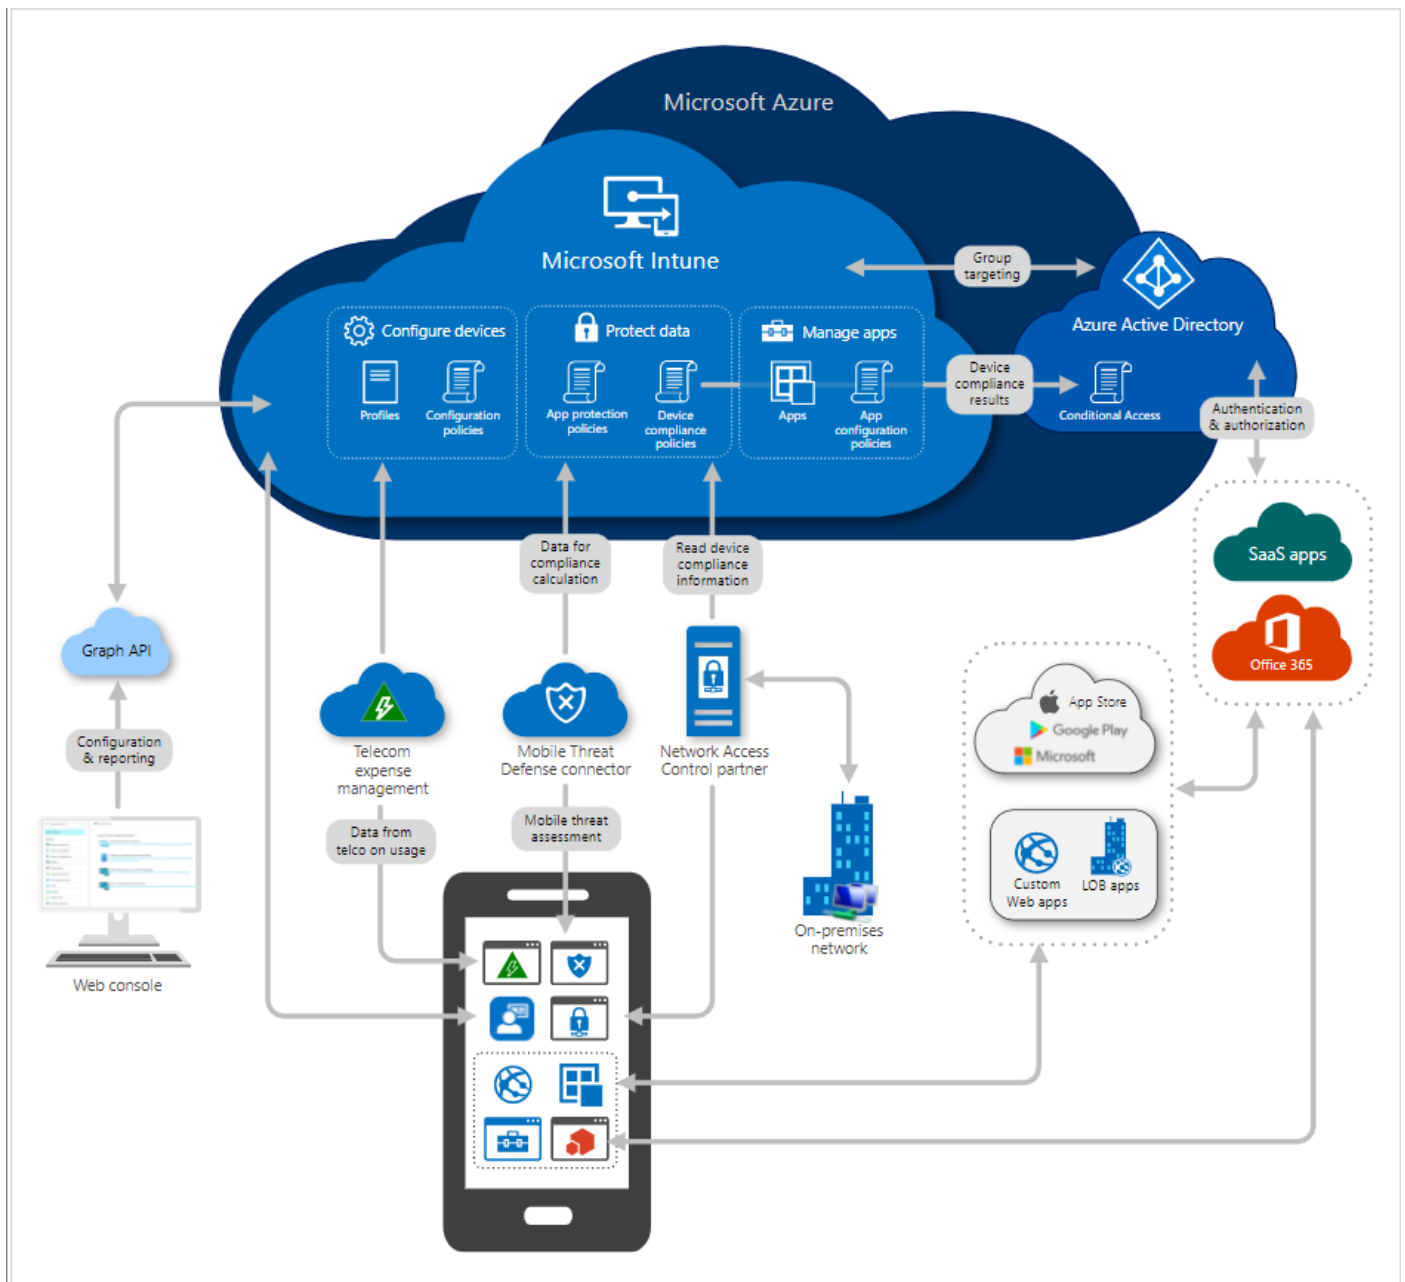 Microsoft Azure
Microsoft Intune
Group
targeting
Azure Active Directory
Configure devices
Protect data
Manage apps
Profiles
Configuration
policies
App protection
policies
Device
compliance
policies
Apps
App
configuration
policies
Device
compliance
results
Conditional Access
Authentication
& authorization
SaaS apps
Office 365
Data for
compliance
calculation
Read device
compliance
information
Graph API
Configuration
& reporting
Web console
Telecom
expense
management
Data from
telco on usage
Mobile Threat
Defense connector
Mobile threat
assessment
Network Access
Control partner
On-premises
network
App Store
Google Play
Microsoft
Custom
Web apps
LOB apps